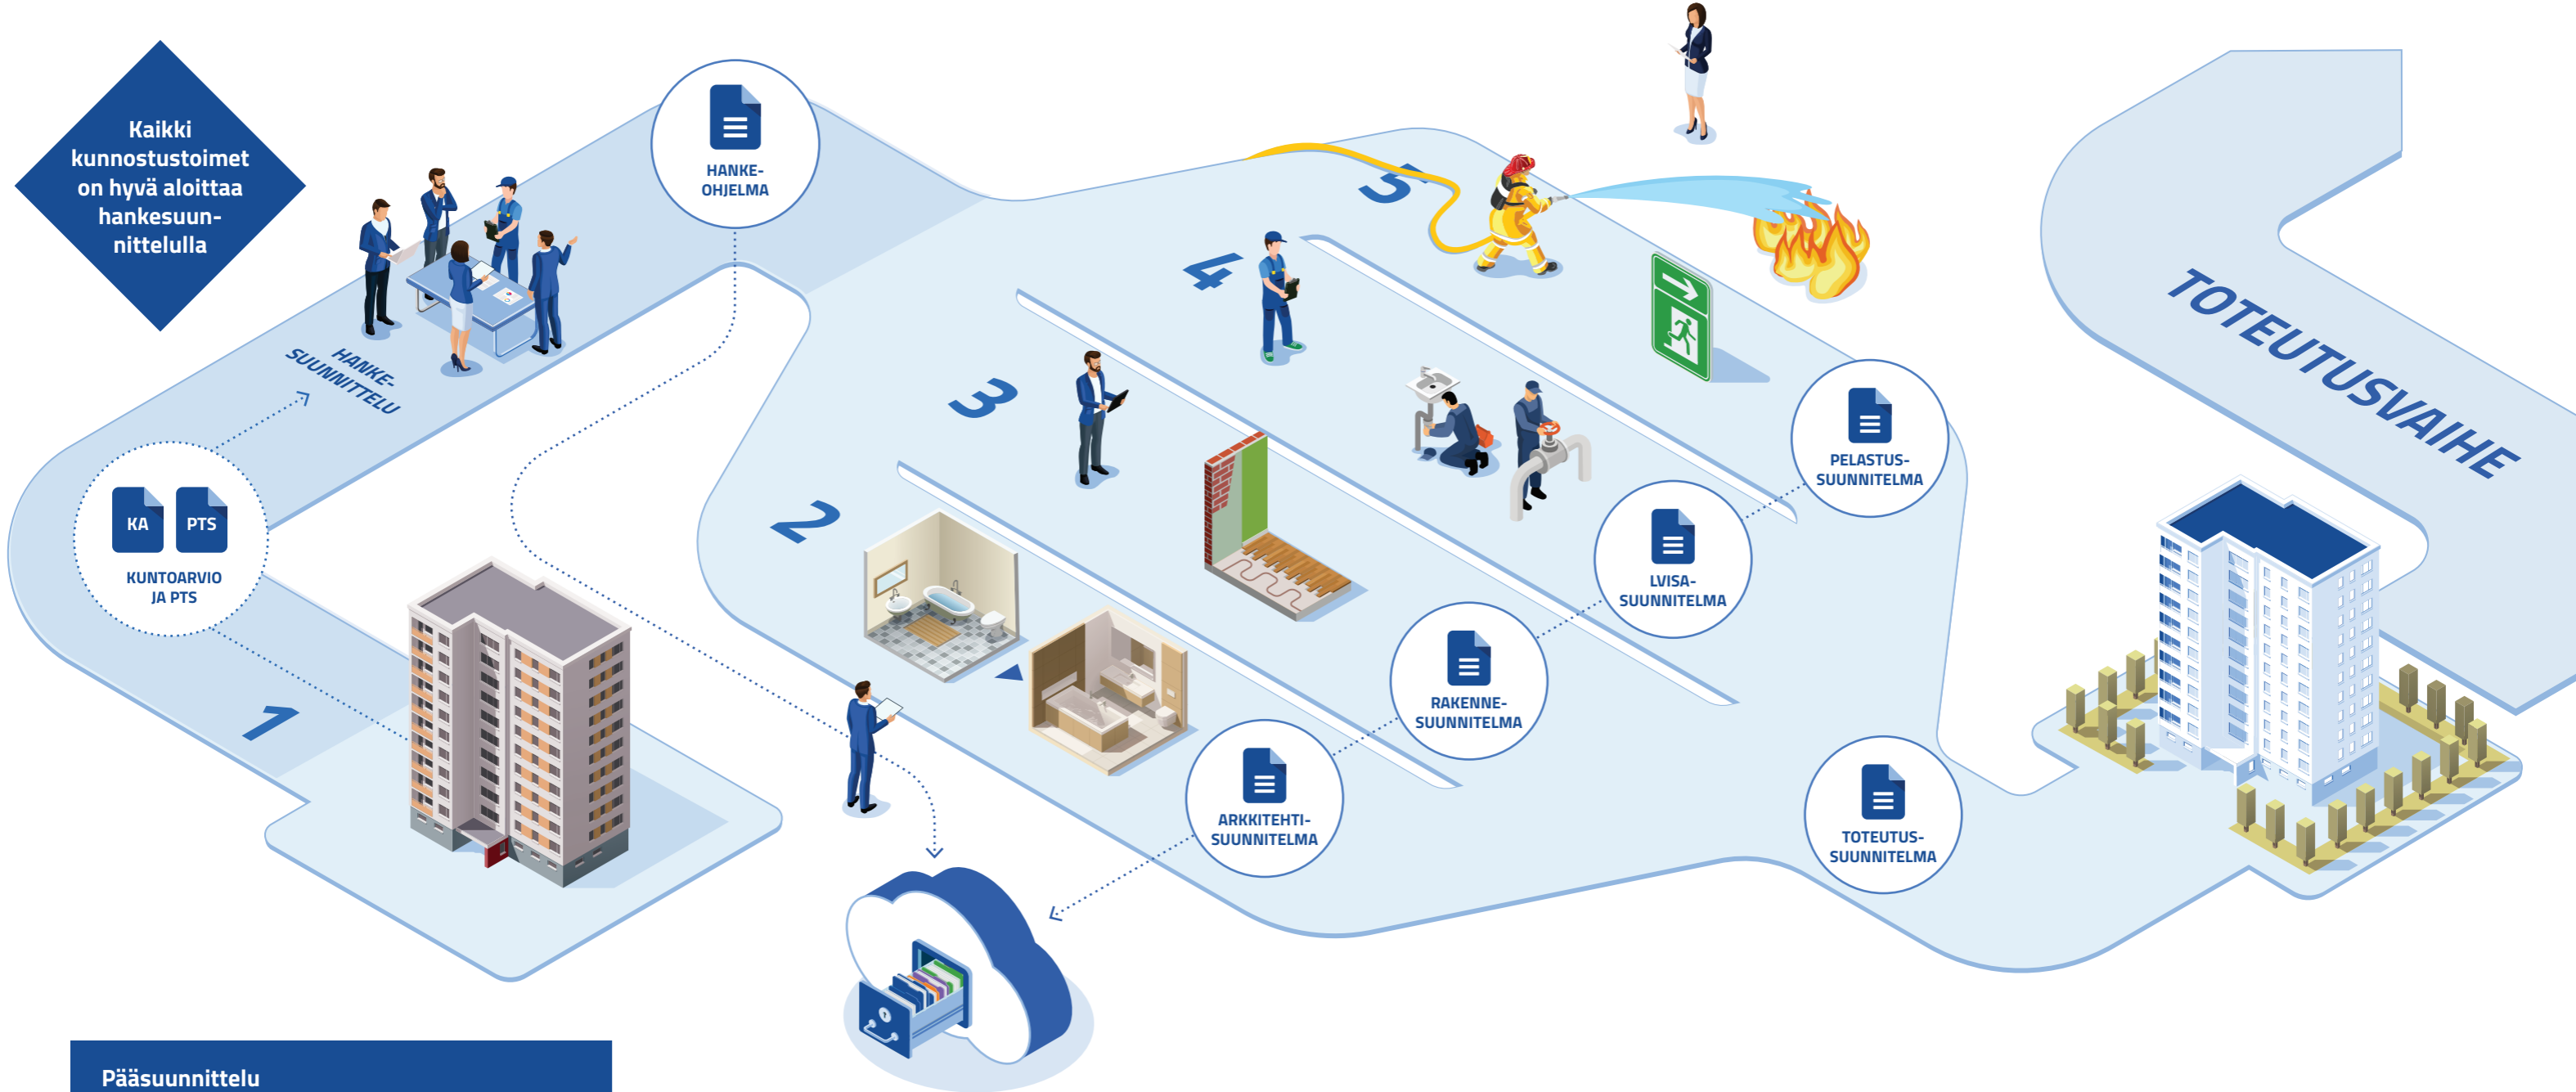 Kaikki
kunnostustoimet
on hyvä aloittaa
hankesuun-
nittelulla
HANKE-
OHJELMA
HANKE-
SUUNNITTELU
KA
PTS
KUNTOARVIO
JA PTS
1
2
3
4
5
PELASTUS-
SUUNNITELMA
LVISA-
SUUNNITELMA
RAKENNE-
SUUNNITELMA
ARKKITEHTI-
SUUNNITELMA
TOTEUTUS-
SUUNNITELMA
TOTEUTUSVAIHE
Pääsuunnittelu